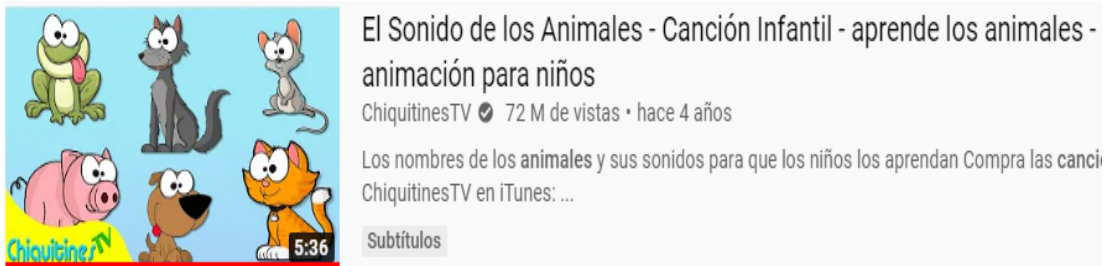 El Sonido de los Animales - Canción Infantil - aprende los animales -
animación para niños
ChiquitinesTV 72 M de vistas • hace 4 años
Los nombres de los animales y sus sonidos para que los niños los aprendan Compra las
ChiquitinesTV en iTunes: ...
Subtítulos
Chiquitines TV
5:36